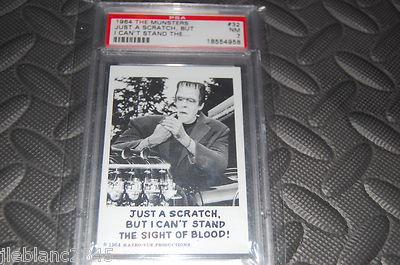 PSA
1964 THE MUNSTERS #32
JUST A SCRATCH, BUT NM
I CAN'T STAND THE... 7
18554958
JUST A SCRATCH,
BUT I CAN'T STAND
THE SIGHT OF BLOOD!
© 1964 KAYRO-VUE PRODUCTIONS
jleblanc2045